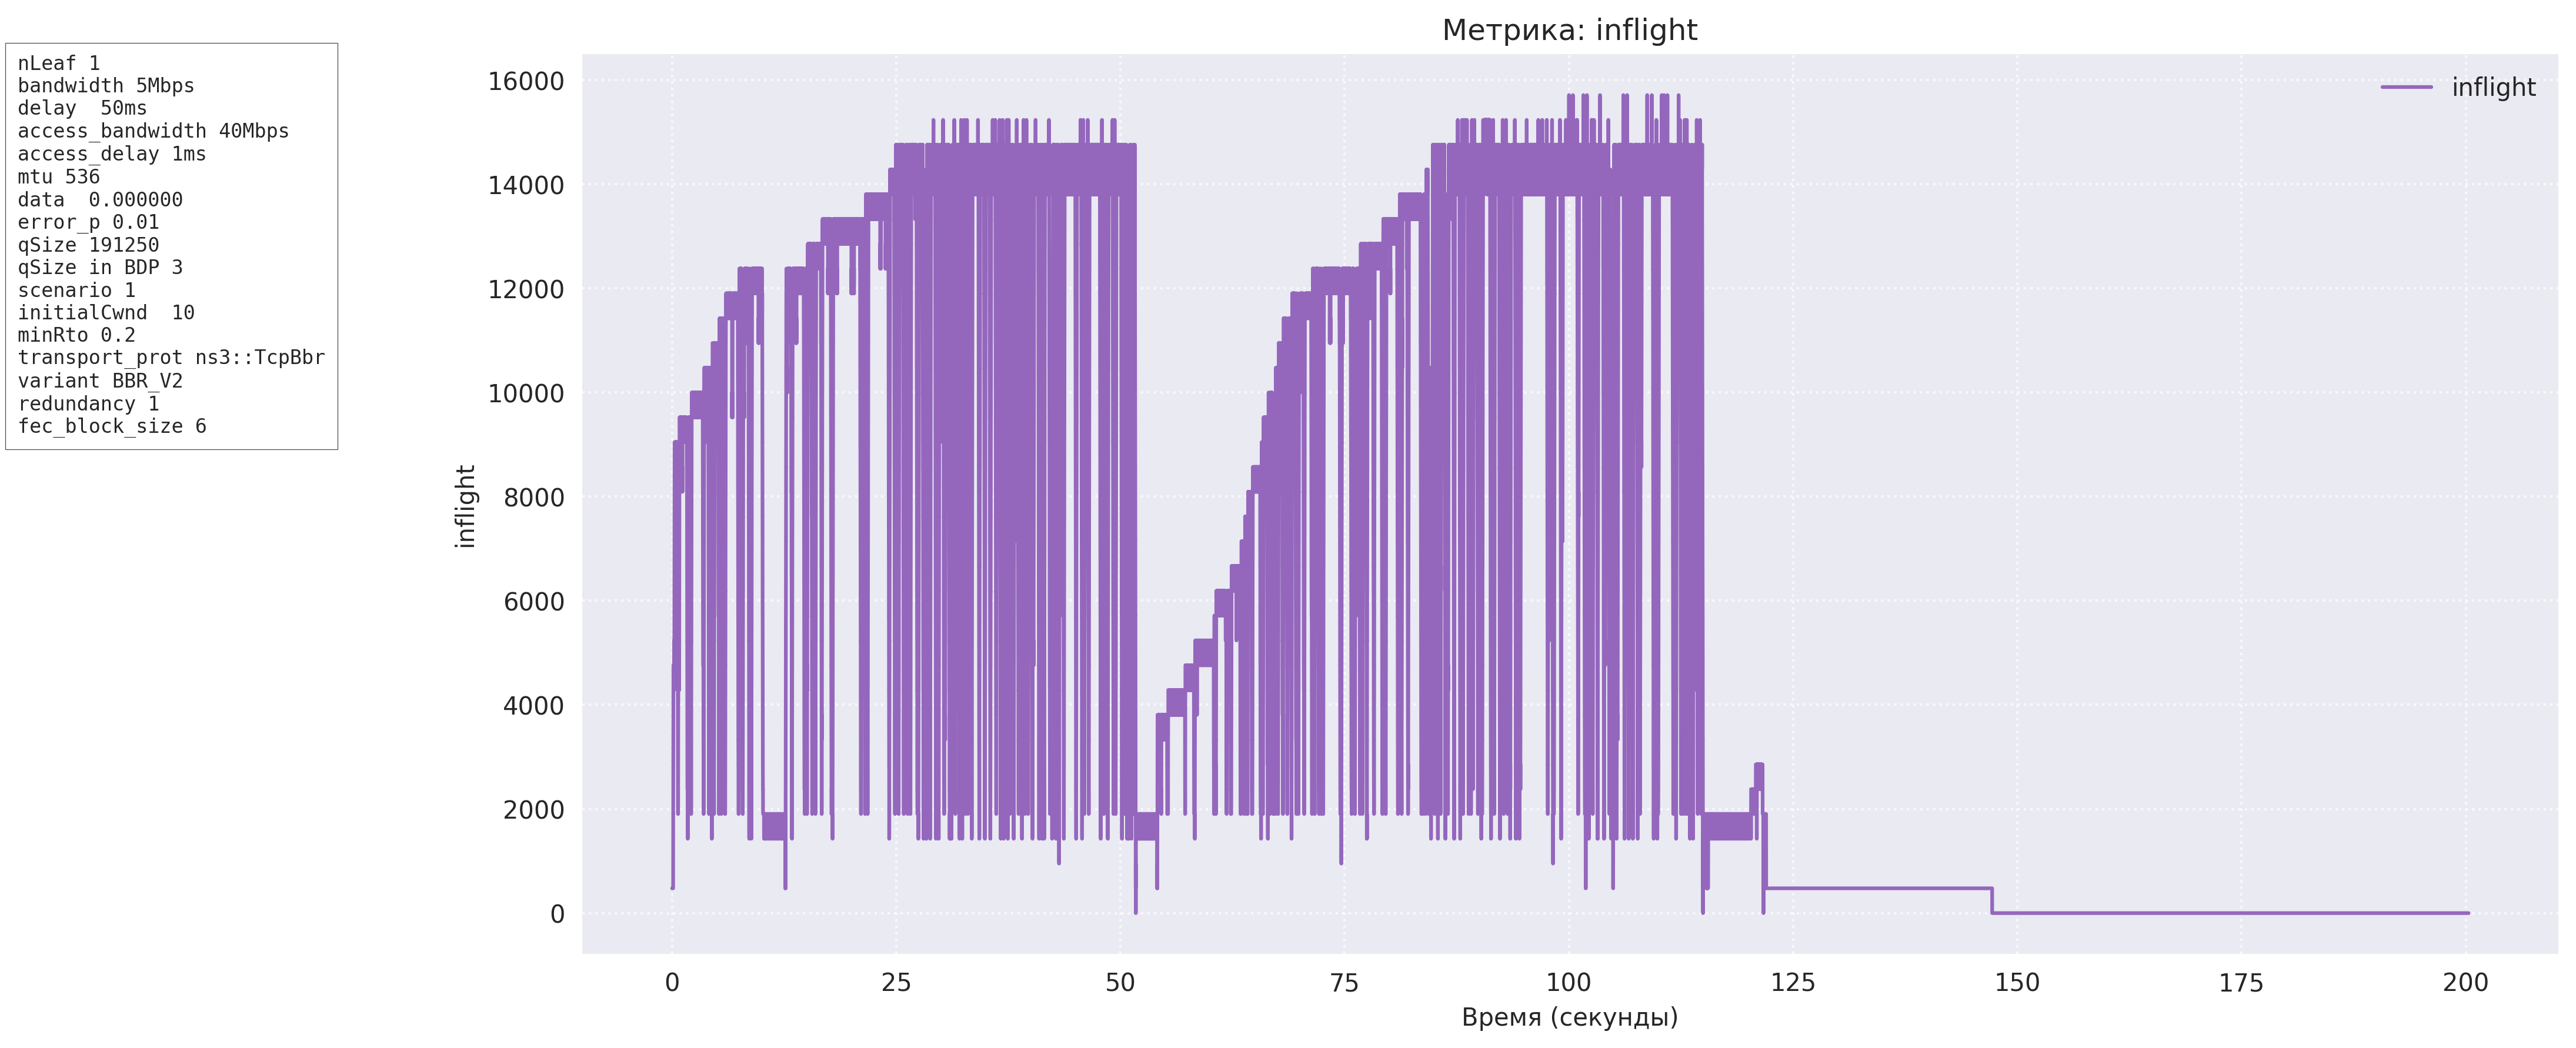 Метрика: inflight
nLeaf 1
bandwidth 5Mbps
delay  50ms
access_bandwidth 40Mbps
access_delay 1ms
mtu 536
data  0.000000
error_p 0.01
qSize 191250
qSize in BDP 3
scenario 1
initialCwnd  10
minRto 0.2
transport_prot ns3::TcpBbr
variant BBR_V2
redundancy 1
fec_block_size 6
inflight
16000
14000
12000
10000
8000
6000
4000
2000
0
inflight
0 25 50 75 100 125 150 175 200
Время (секунды)